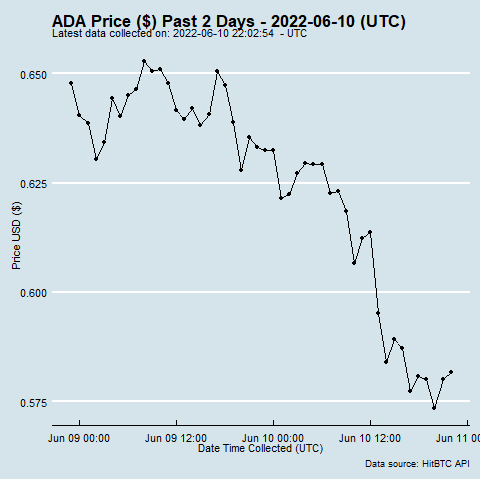 ADA Price ($) Past 2 Days - 2022-06-10 (UTC)
Latest data collected on: 2022-06-10 22:02:54  - UTC
0.650
0.625
0.600
0.575
Price USD ($)
Jun 09 00:00 Jun 09 12:00 Jun 10 00:00 Jun 10 12:00 Jun 11 00
Date Time Collected (UTC)
Data source: HitBTC API